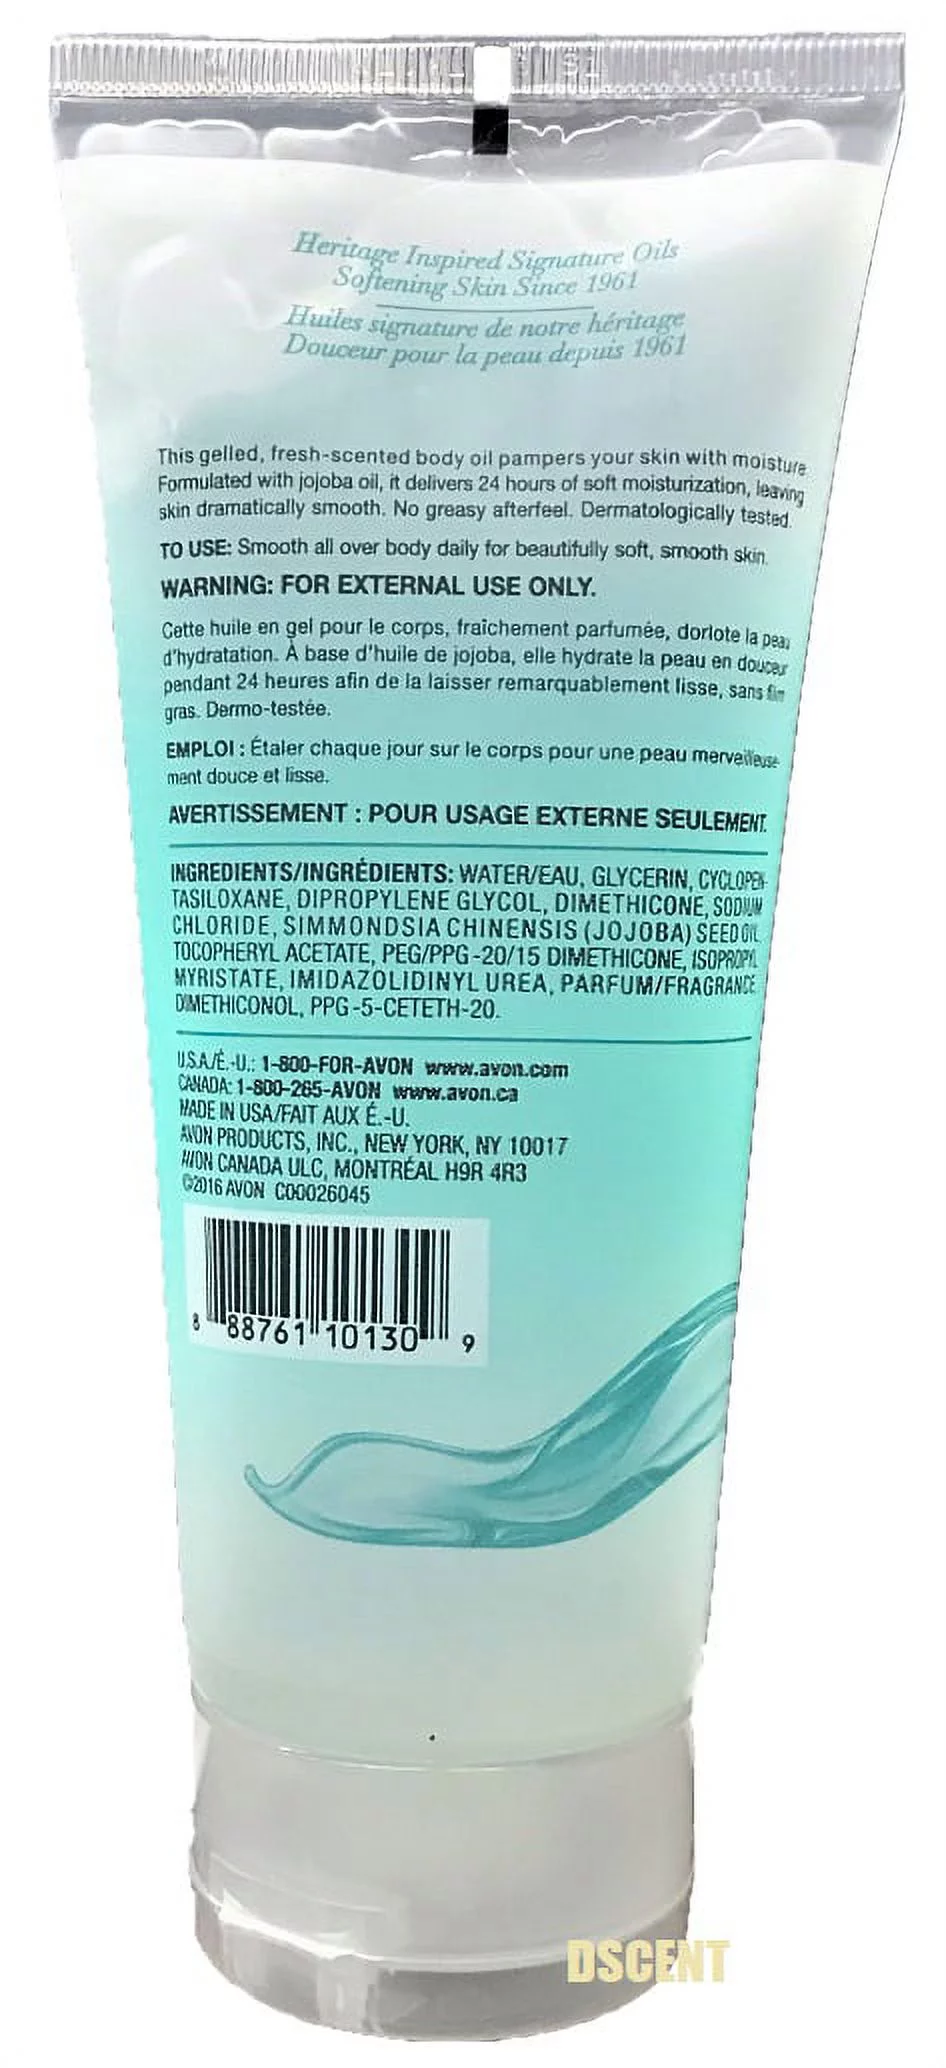 Heritage Inspired Signature Oils
Softening Skin Since 1961
Huiles signature de notre héritage
Douceur pour la peau depuis 1961
This gelled, fresh-scented body oil pampers your skin with moisture.
Formulated with jojoba oil, it delivers 24 hours of soft moisturization, leaving
skin dramatically smooth. No greasy afterfeel. Dermatologically tested.
TO USE: Smooth all over body daily for beautifully soft, smooth skin.
WARNING: FOR EXTERNAL USE ONLY.
Cette huile en gel pour le corps, fraîchement parfumée, dorlote la peau
d'hydratation. À base d'huile de jojoba, elle hydrate la peau en douceur
pendant 24 heures afin de la laisser remarquablement lisse, sans film
gras. Dermo-testée.
EMPLOI : Étaler chaque jour sur le corps pour une peau merveilleuse-
ment douce et lisse.
AVERTISSEMENT : POUR USAGE EXTERNE SEULEMENT.
INGREDIENTS/INGRÉDIENTS: WATER/EAU, GLYCERIN, CYCLOPEN-
TASILOXANE, DIPROPYLENE GLYCOL, DIMETHICONE, SODIUM
CHLORIDE, SIMMONDSIA CHINENSIS (JOJOBA) SEED OIL,
TOCOPHERYL ACETATE, PEG/PPG-20/15 DIMETHICONE, ISOPROPYL
MYRISTATE, IMIDAZOLIDINYL UREA, PARFUM/FRAGRANCE,
DIMETHICONOL, PPG-5-CETETH-20.
U.S.A/É.-U.: 1-800-FOR-AVON www.avon.com
CANADA: 1-800-265-AVON www.avon.ca
MADE IN USA/FAIT AUX É.-U.
AVON PRODUCTS, INC., NEW YORK, NY 10017
AVON CANADA ULC, MONTRÉAL H9R 4R3
©2016 AVON C00026045
8 88761 10130 9
DSCENT